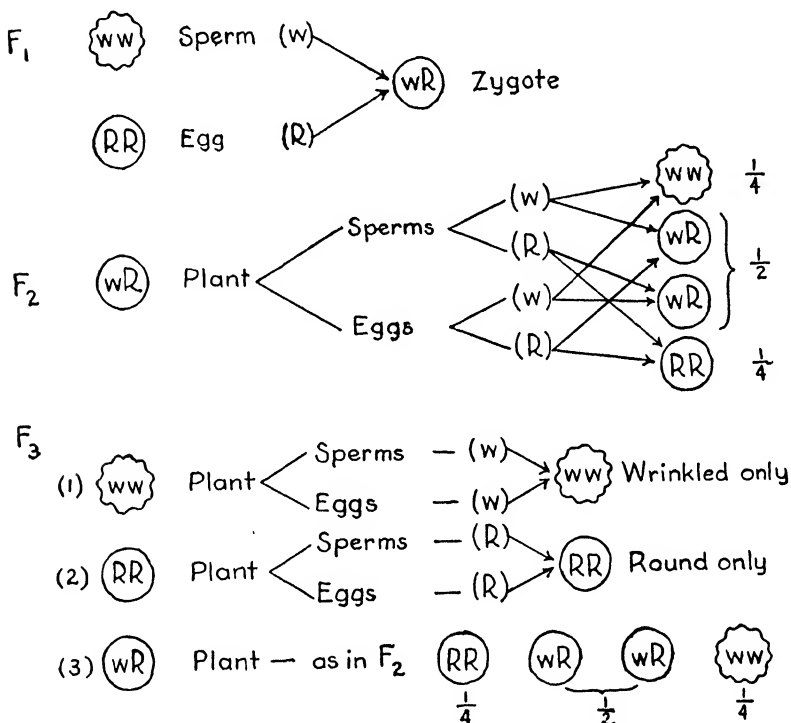 F₁
ww Sperm (w)
wR Zygote
RR Egg (R)
F₂
wR Plant
Sperms
(w)
(R)
Eggs
(w)
(R)
ww 1/4
wR
wR
1/2
RR 1/4
F₃
(1) ww Plant
Sperms — (w)
Eggs — (w)
ww Wrinkled only
(2) RR Plant
Sperms — (R)
Eggs — (R)
RR Round only
(3) wR Plant — as in F₂ RR wR wR ww
1/4 1/2 1/4